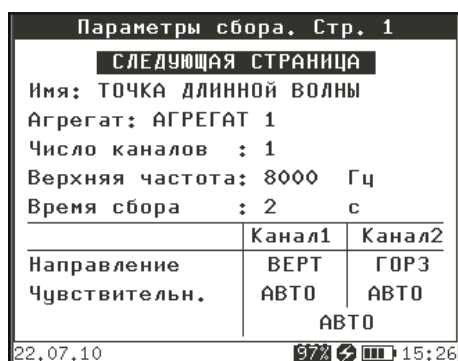 Параметры сбора. Стр. 1
СЛЕДУЮЩАЯ СТРАНИЦА
Имя: ТОЧКА ДЛИННОЙ ВОЛНЫ
Агрегат: АГРЕГАТ 1
Число каналов : 1
Верхняя частота: 8000 Гц
Время сбора : 2 с
Канал1 Канал2
Направление ВЕРТ ГОРЗ
Чувствительн. АВТО АВТО
АВТО
22.07.10 97% 15:26